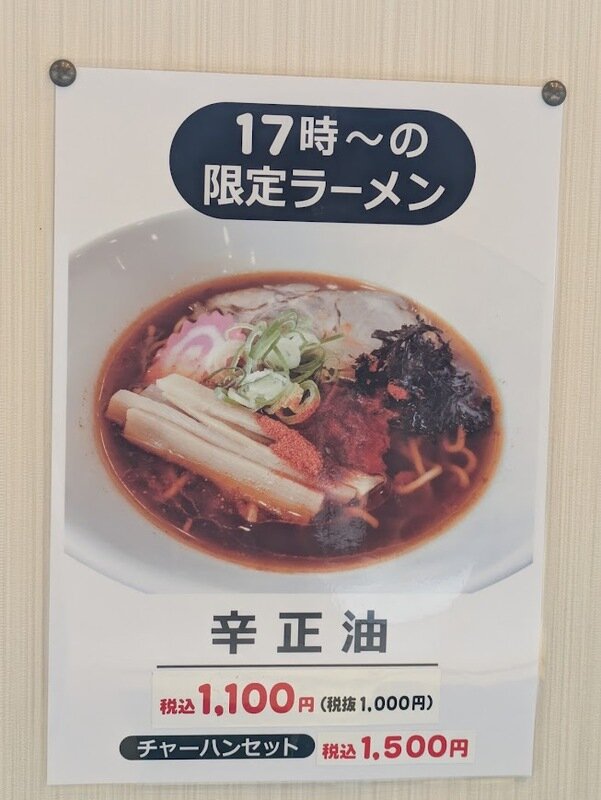 17時～の
限定ラーメン
辛正油
税込1,100円(税抜1,000円)
チャーハンセット 税込1,500円